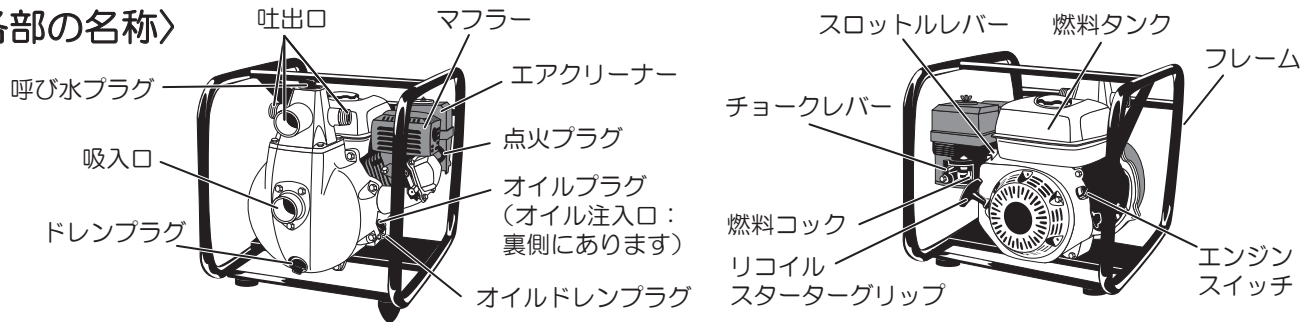 各部の名称〉
吐出口
マフラー
呼び水プラグ
エアクリーナー
吸入口
点火プラグ
オイルプラグ
（オイル注入口：
裏側にあります）
ドレンプラグ
オイルドレンプラグ
スロットルレバー
燃料タンク
フレーム
チョークレバー
燃料コック
リコイル
スターターグリップ
エンジン
スイッチ